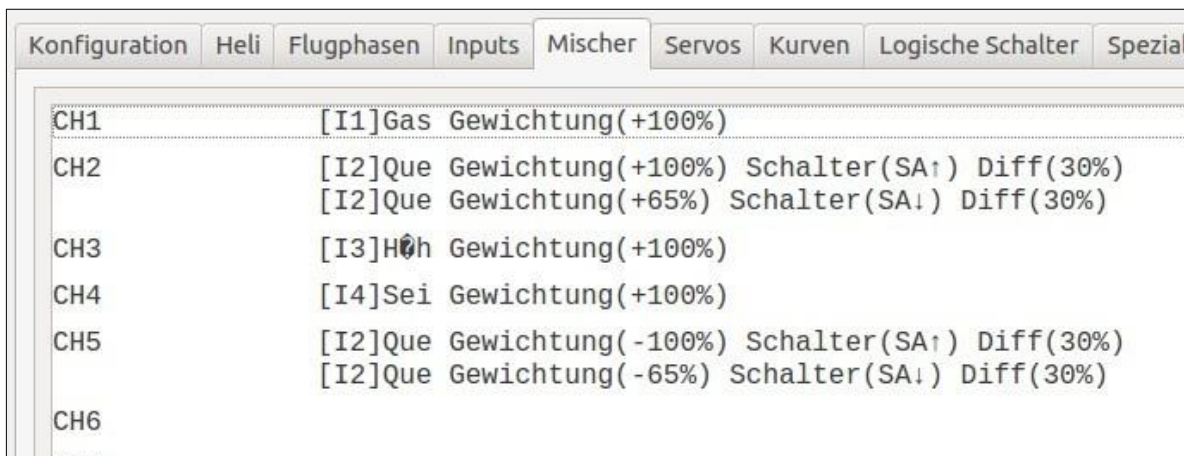 Konfiguration Heli Flugphasen Inputs Mischer Servos Kurven Logische Schalter Spezial
CH1 [I1]Gas Gewichtung(+100%)
CH2 [I2]Que Gewichtung(+100%) Schalter(SA↑) Diff(30%)
[I2]Que Gewichtung(+65%) Schalter(SA↓) Diff(30%)
CH3 [I3]H�h Gewichtung(+100%)
CH4 [I4]Sei Gewichtung(+100%)
CH5 [I2]Que Gewichtung(-100%) Schalter(SA↑) Diff(30%)
[I2]Que Gewichtung(-65%) Schalter(SA↓) Diff(30%)
CH6